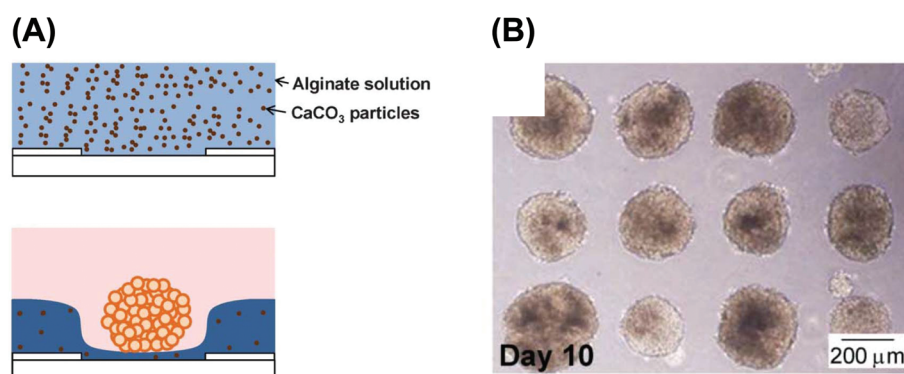 (A)
(B)
Alginate solution
CaCO₃ particles
Day 10
200 μm